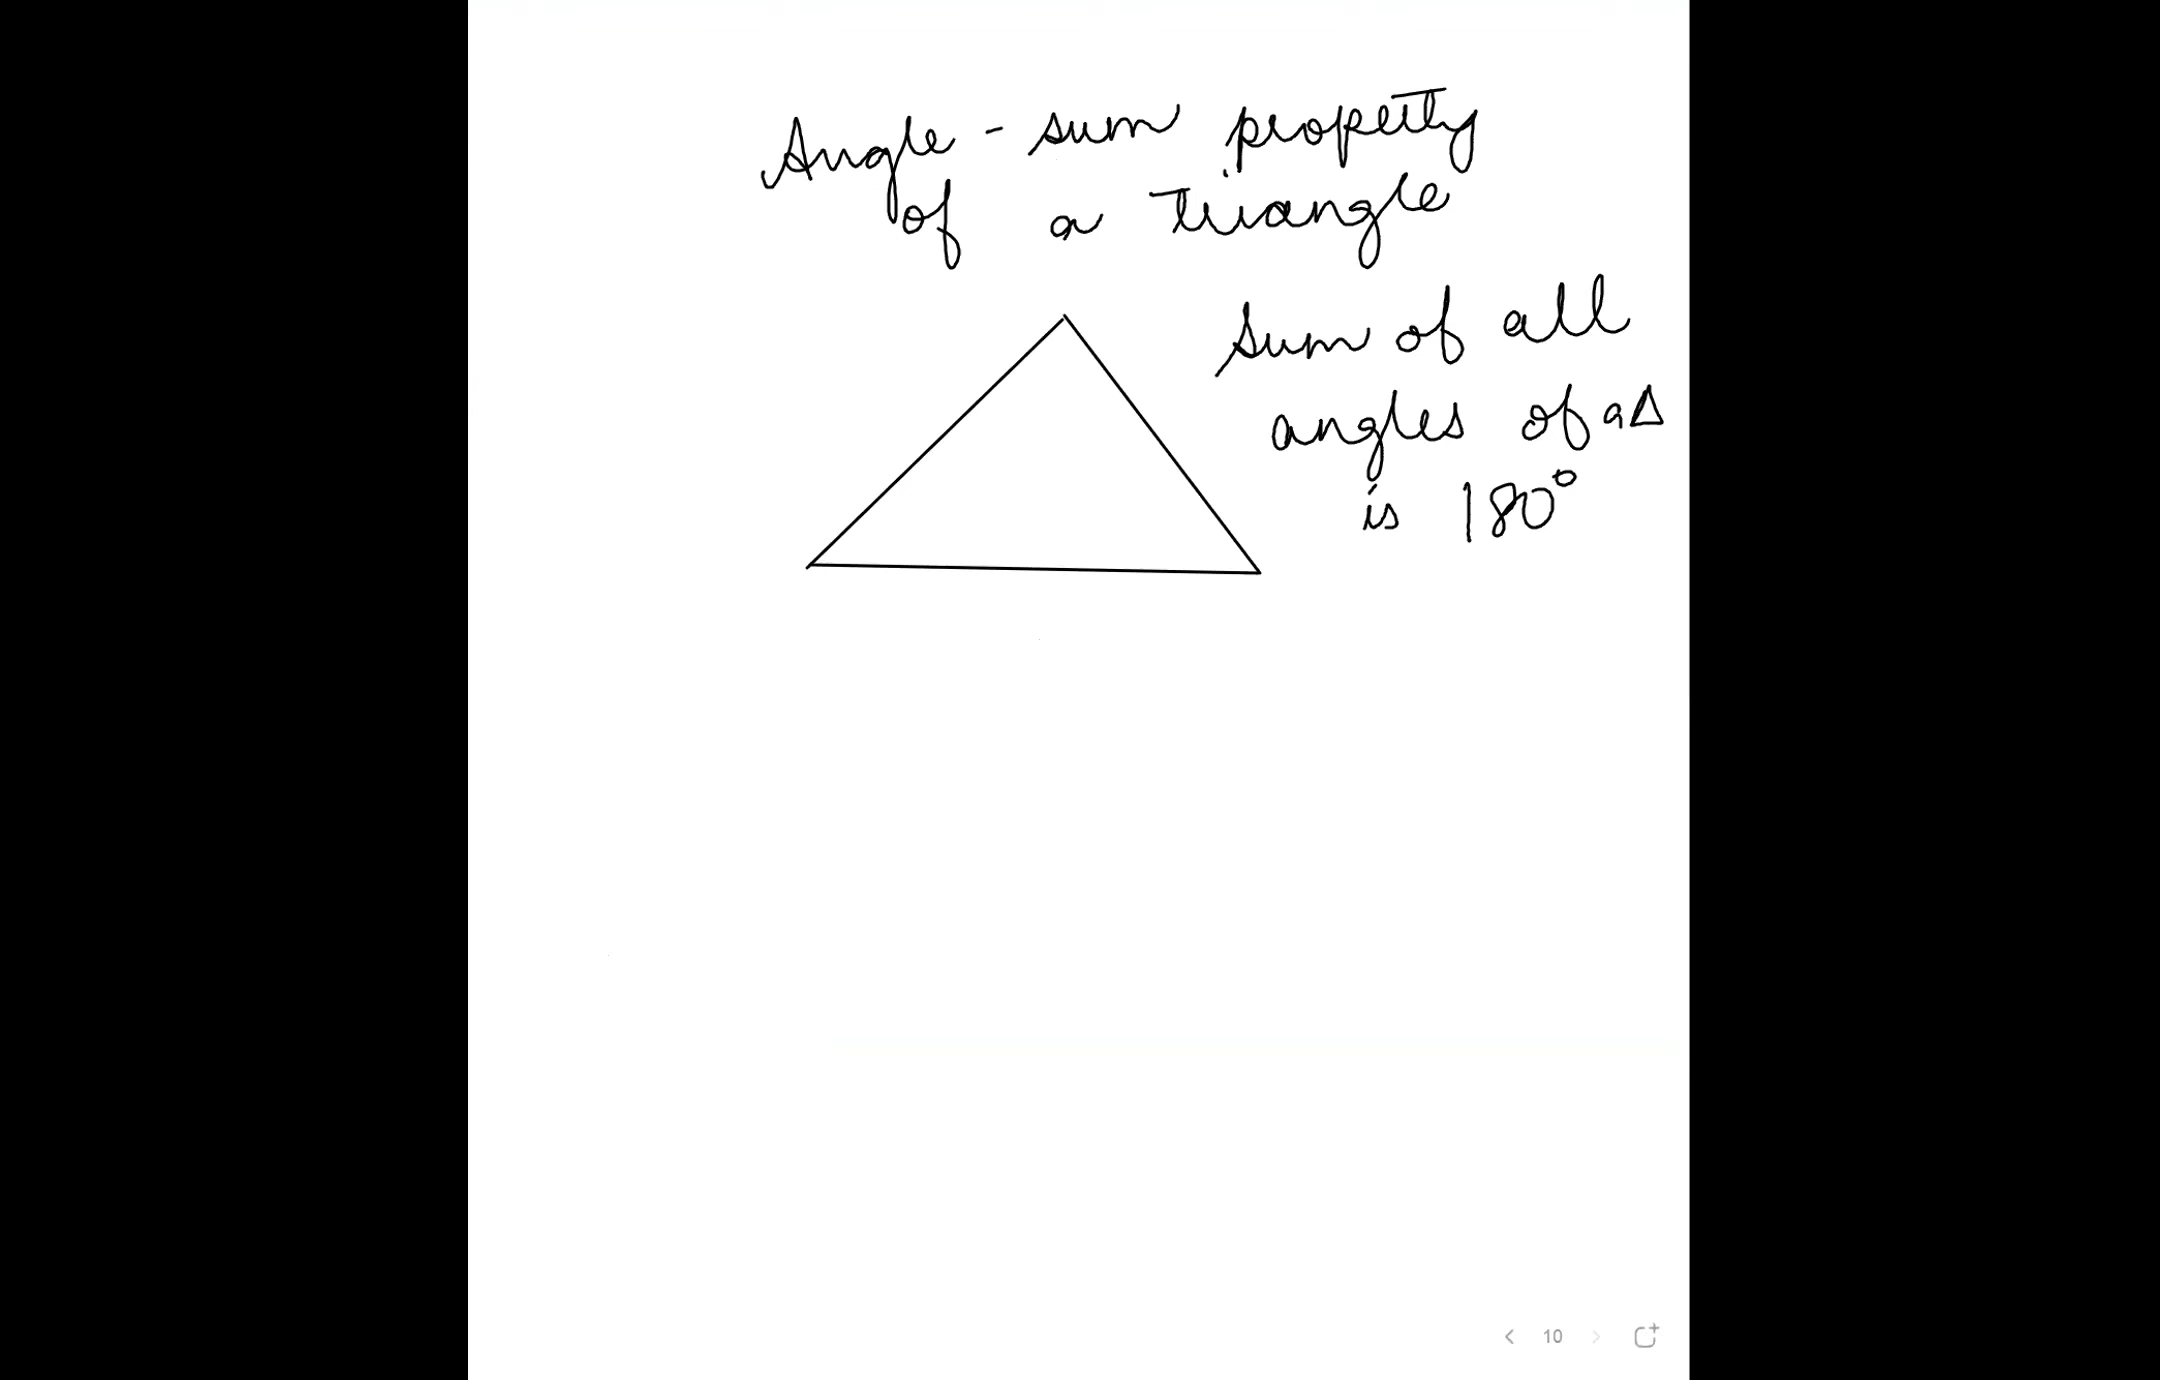 Angle - sum property
of a triangle
Sum of all
angles of a Δ
is 180°
10